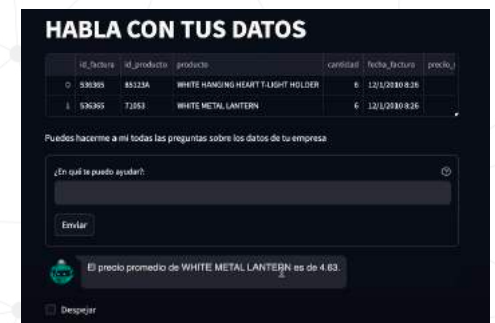 HABLA CON TUS DATOS
id_factura id_producto producto cantidad fecha_factura precio_
0 536365 85123A WHITE HANGING HEART T-LIGHT HOLDER 6 12/1/2010 8:26
1 536365 71053 WHITE METAL LANTERN 6 12/1/2010 8:26
Puedes hacerme a mi todas las preguntas sobre los datos de tu empresa
¿En qué te puedo ayudar?:
Enviar
El precio promedio de WHITE METAL LANTERN es de 4.63.
Despejar